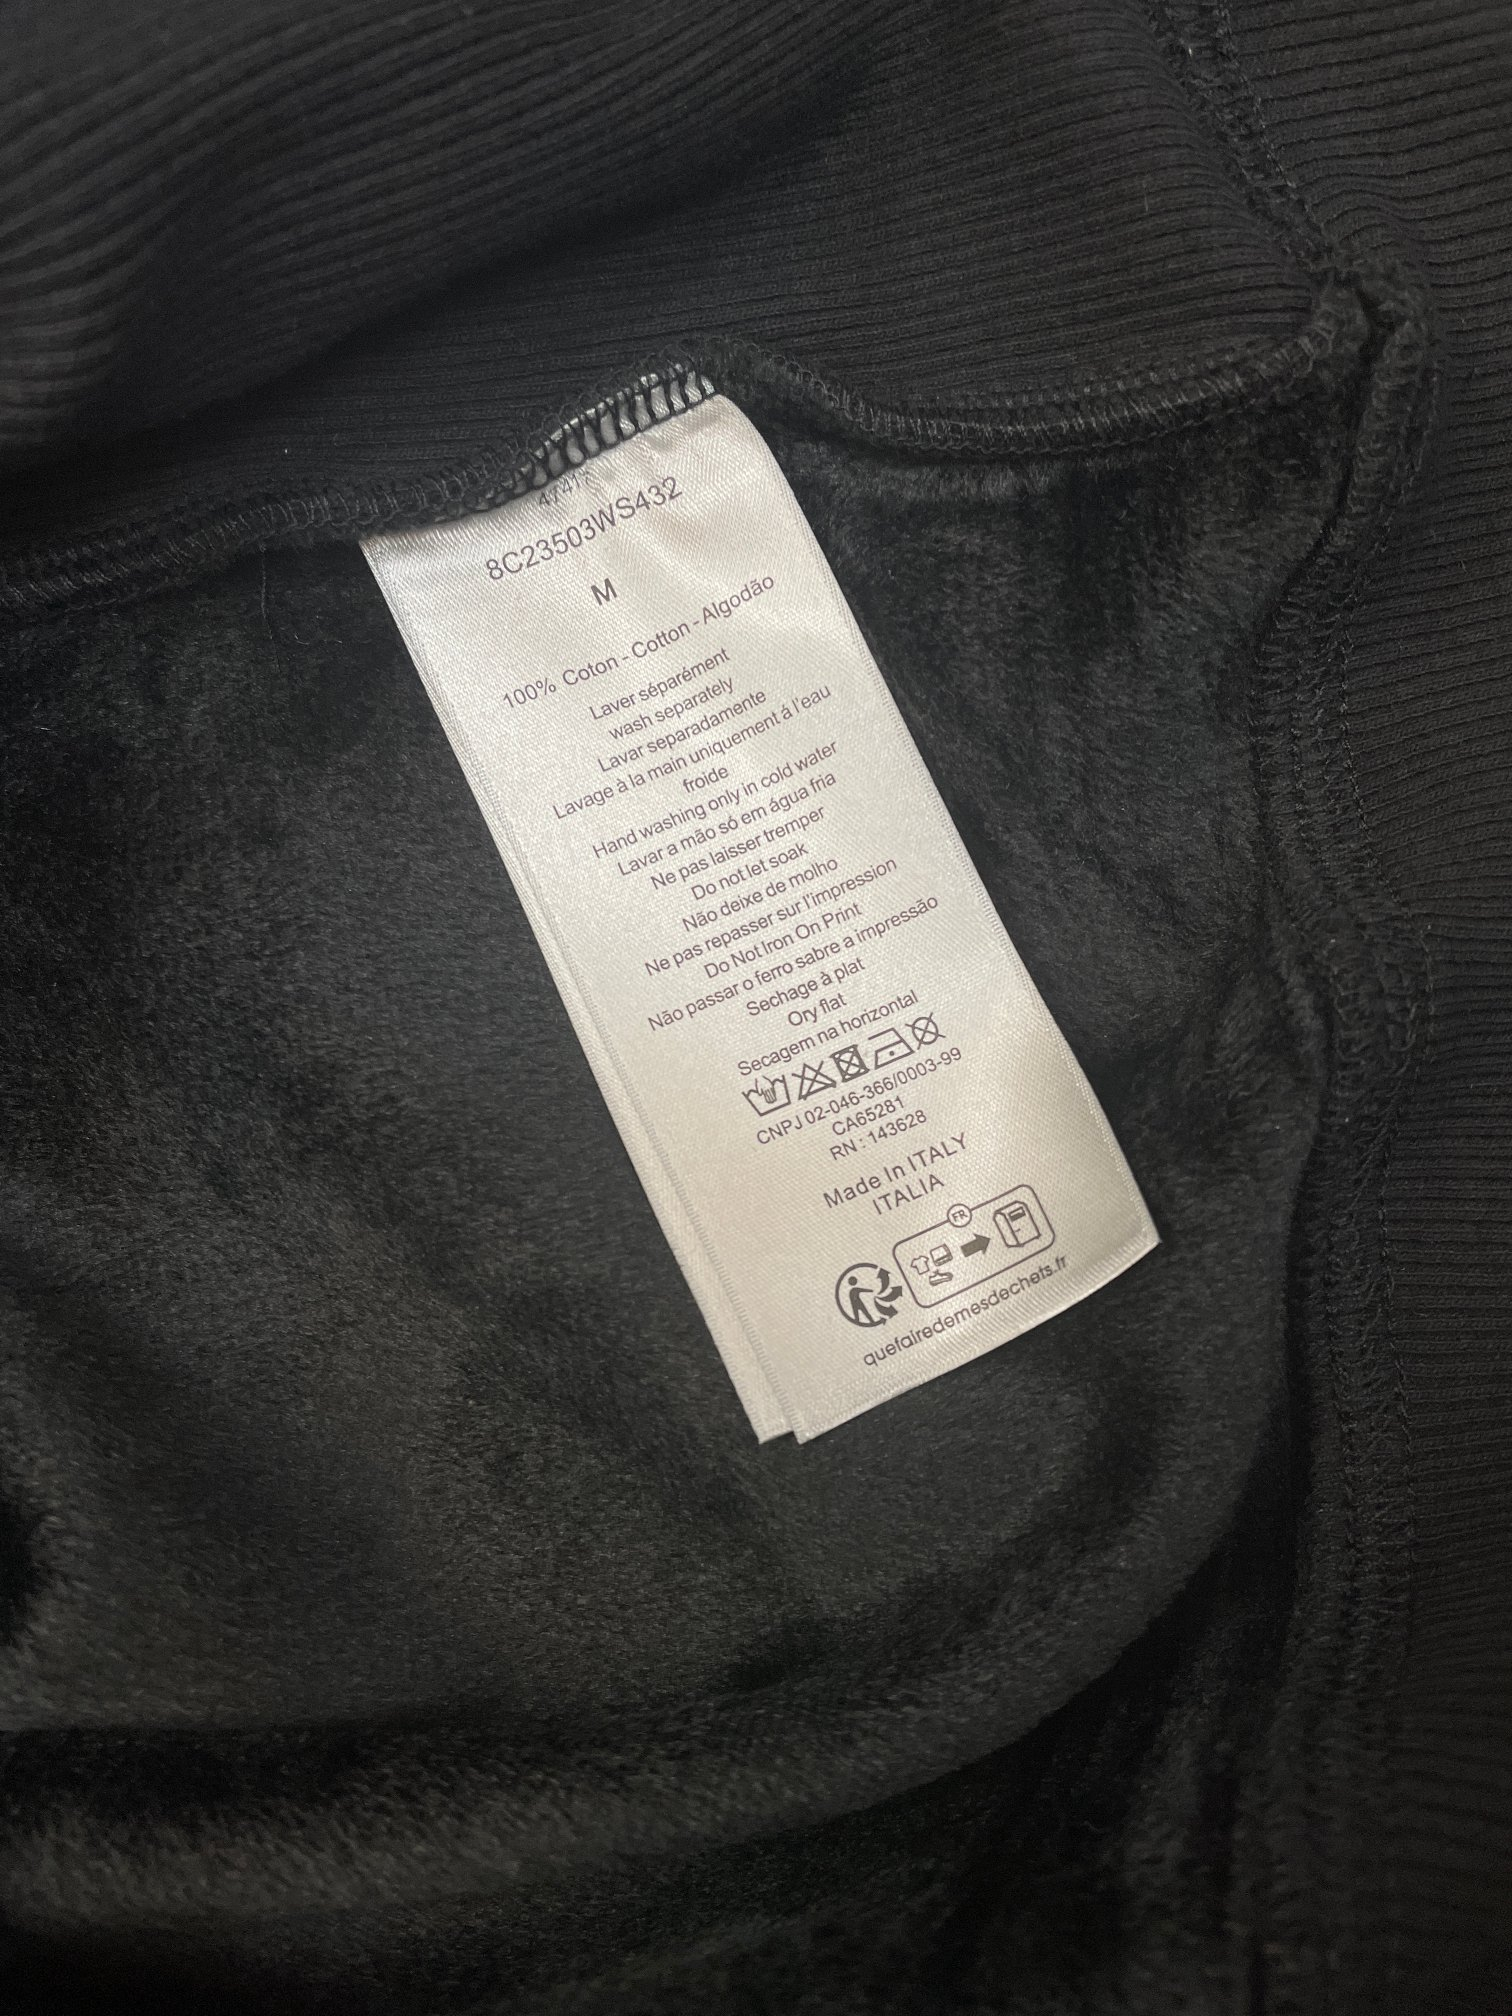 8C23503WS432
M
100% Coton - Cotton - Algodão
Laver séparément
wash separately
Lavar separadamente
Lavage à la main uniquement á l'eau
froide
Hand washing only in cold water
Lavar a mão só em água fria
Ne pas laisser tremper
Do not let soak
Não deixe de molho
Ne pas repasser sur l'impression
Do Not Iron On Print
Não passar o ferro sabre a impressão
Sechage à plat
Ory flat
Secagem na horizontal
CNPJ 02-046-366/0003-99
CA65281
RN : 143628
Made In ITALY
ITALIA
FR
quefairedemesdechets.fr